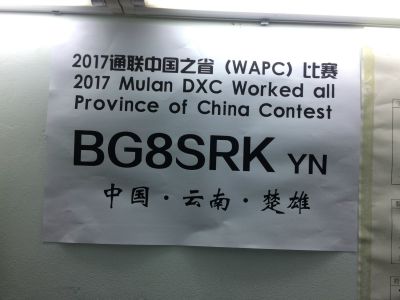 2017通联中国之省（WAPC）比赛
2017 Mulan DXC Worked all
Province of China Contest
BG8SRK YN
中国·云南·楚雄